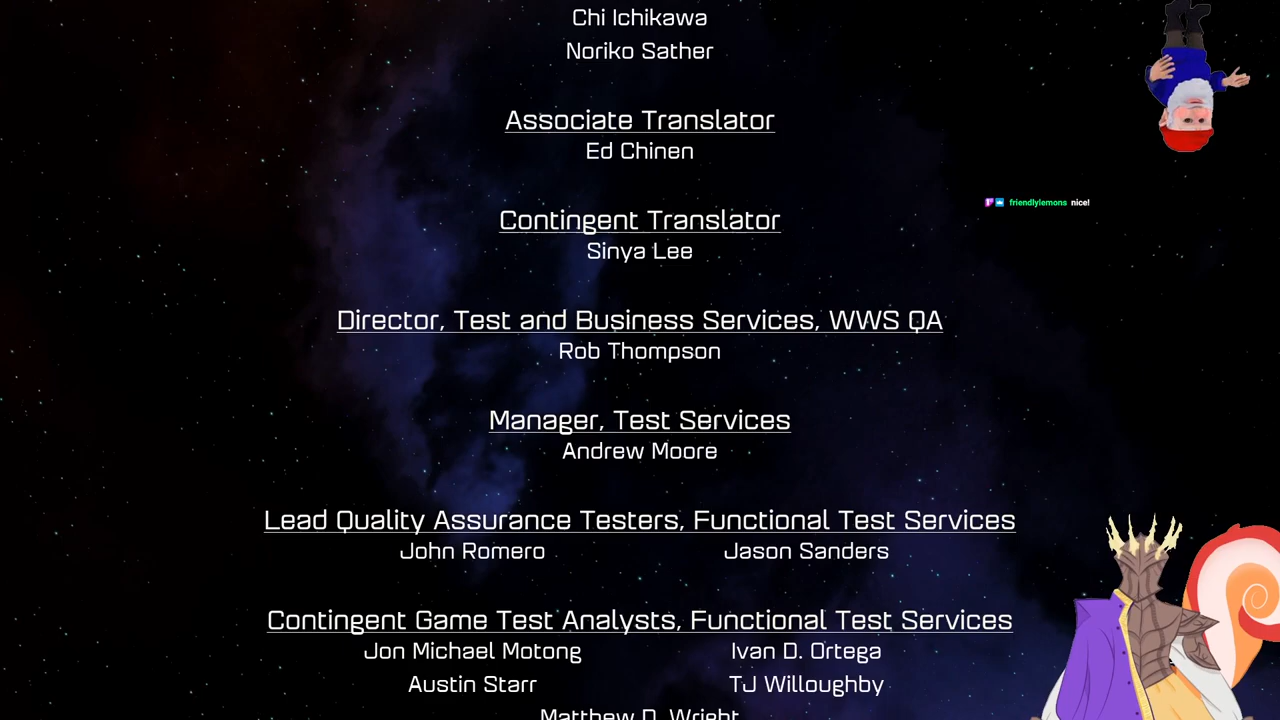 Chi Ichikawa
Noriko Sather
Associate Translator
Ed Chinen
friendlylemons nice!
Contingent Translator
Sinya Lee
Director, Test and Business Services, WWS QA
Rob Thompson
Manager, Test Services
Andrew Moore
Lead Quality Assurance Testers, Functional Test Services
John Romero Jason Sanders
Contingent Game Test Analysts, Functional Test Services
Jon Michael Motong Ivan D. Ortega
Austin Starr TJ Willoughby
Matthew D. Wright